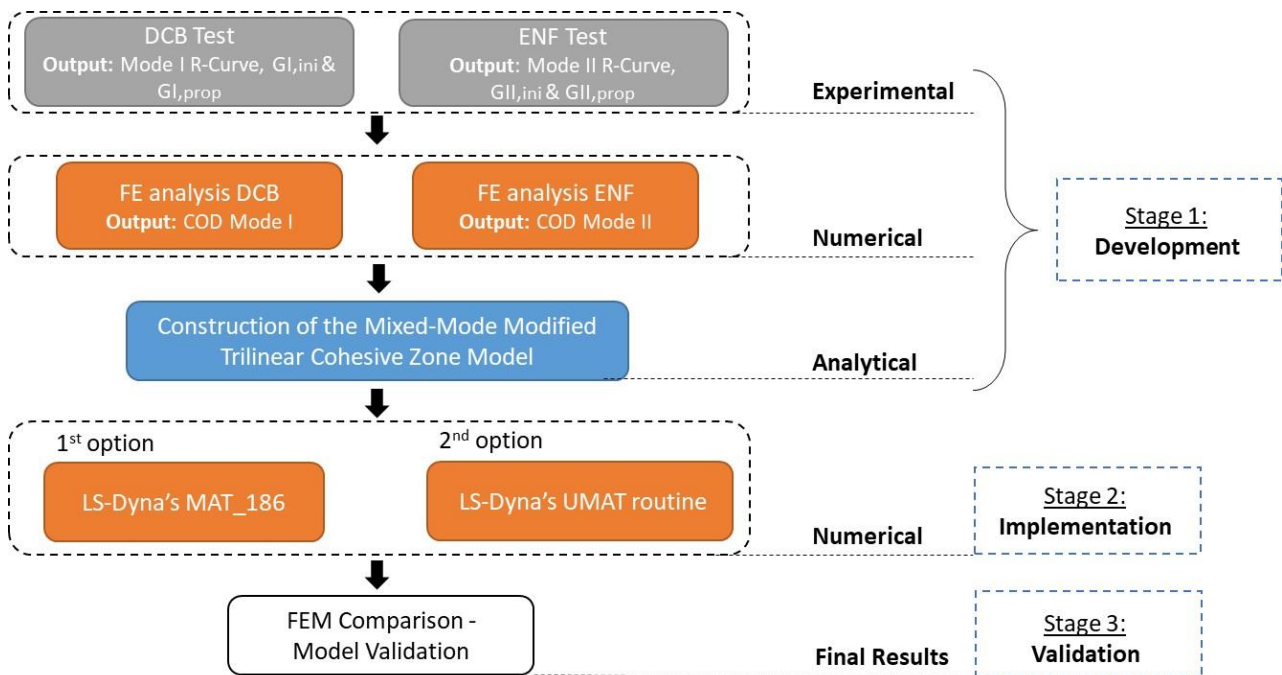 DCB Test
Output: Mode I R-Curve, GI,ini &
GI,prop
ENF Test
Output: Mode II R-Curve,
GII,ini & GII,prop
Experimental
FE analysis DCB
Output: COD Mode I
FE analysis ENF
Output: COD Mode II
Numerical
Stage 1:
Development
Construction of the Mixed-Mode Modified
Trilinear Cohesive Zone Model
Analytical
1st option
LS-Dyna's MAT_186
2nd option
LS-Dyna's UMAT routine
Numerical
Stage 2:
Implementation
FEM Comparison -
Model Validation
Final Results
Stage 3:
Validation